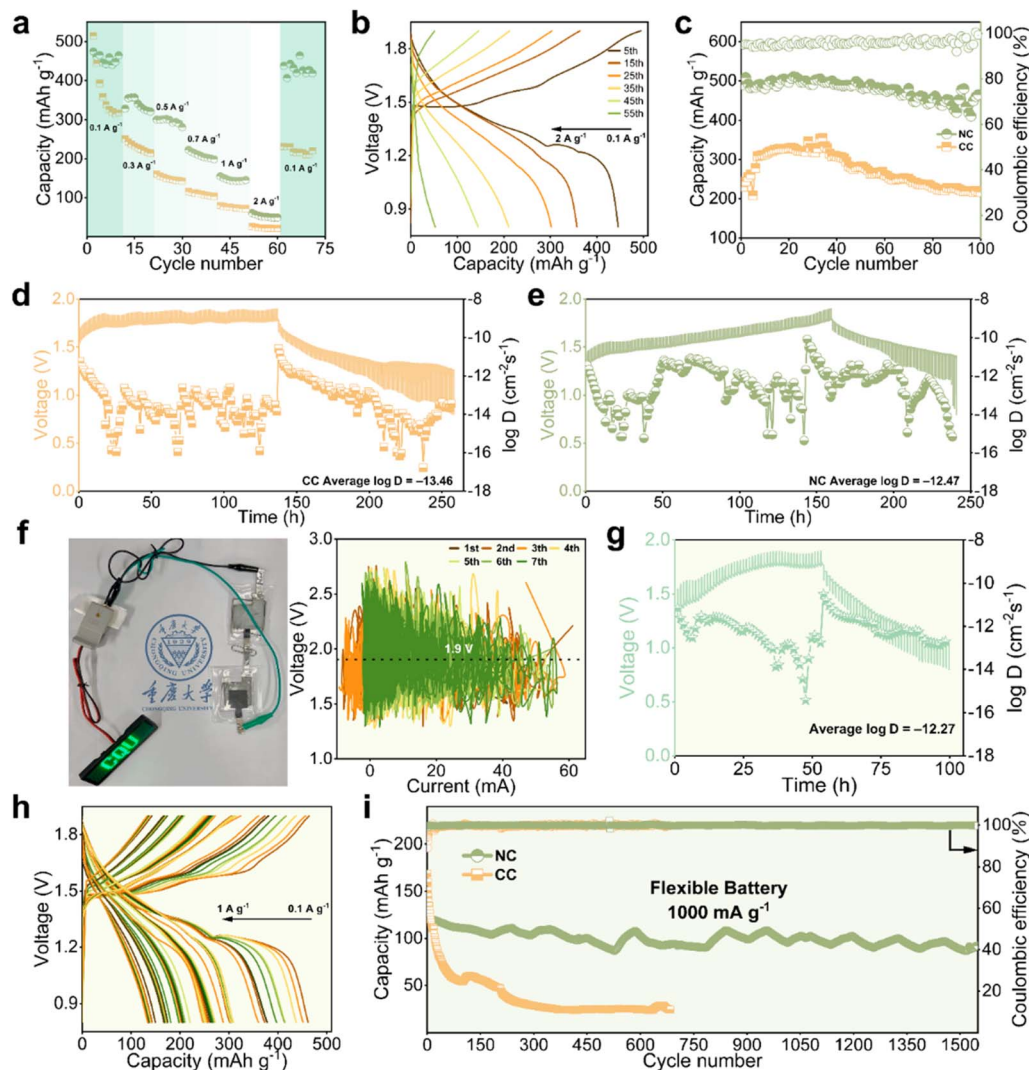 a
Capacity (mAh g⁻¹)
500
400
300
200
100
0.1 A g⁻¹
0.3 A g⁻¹
0.5 A g⁻¹
0.7 A g⁻¹
1 A g⁻¹
2 A g⁻¹
0.1 A g⁻¹
0 15 30 45 60 75
Cycle number
b
Voltage (V)
1.8
1.5
1.2
0.9
5th
15th
25th
35th
45th
55th
2 A g⁻¹ 0.1 A g⁻¹
0 100 200 300 400 500
Capacity (mAh g⁻¹)
c
Capacity (mAh g⁻¹)
600
500
400
300
200
100
NC
CC
Coulombic efficiency (%)
100
80
60
40
20
0 20 40 60 80 100
Cycle number
d
Voltage (V)
2.0
1.5
1.0
0.5
0.0
log D (cm⁻²s⁻¹)
-8
-10
-12
-14
-16
-18
CC Average log D = −13.46
0 50 100 150 200 250
Time (h)
e
Voltage (V)
2.0
1.5
1.0
0.5
0.0
log D (cm⁻²s⁻¹)
-8
-10
-12
-14
-16
-18
NC Average log D = −12.47
0 50 100 150 200 250
Time (h)
f
重庆大学
1929
CHONGQING UNIVERSITY
重慶大学
CHONGQING UNIVERSITY
CQU
Voltage (V)
3.0
2.5
2.0
1.5
1.0
1st 2nd 3th 4th
5th 6th 7th
1.9 V
0 20 40 60
Current (mA)
g
Voltage (V)
2.0
1.5
1.0
0.5
0.0
log D (cm⁻²s⁻¹)
-8
-10
-12
-14
-16
-18
Average log D = −12.27
0 25 50 75 100
Time (h)
h
Voltage (V)
1.8
1.5
1.2
0.9
1 A g⁻¹ 0.1 A g⁻¹
0 100 200 300 400 500
Capacity (mAh g⁻¹)
i
Capacity (mAh g⁻¹)
200
150
100
50
NC
CC
Flexible Battery
1000 mA g⁻¹
Coulombic efficiency (%)
100
80
60
40
20
0 150 300 450 600 750 900 1050 1200 1350 1500
Cycle number